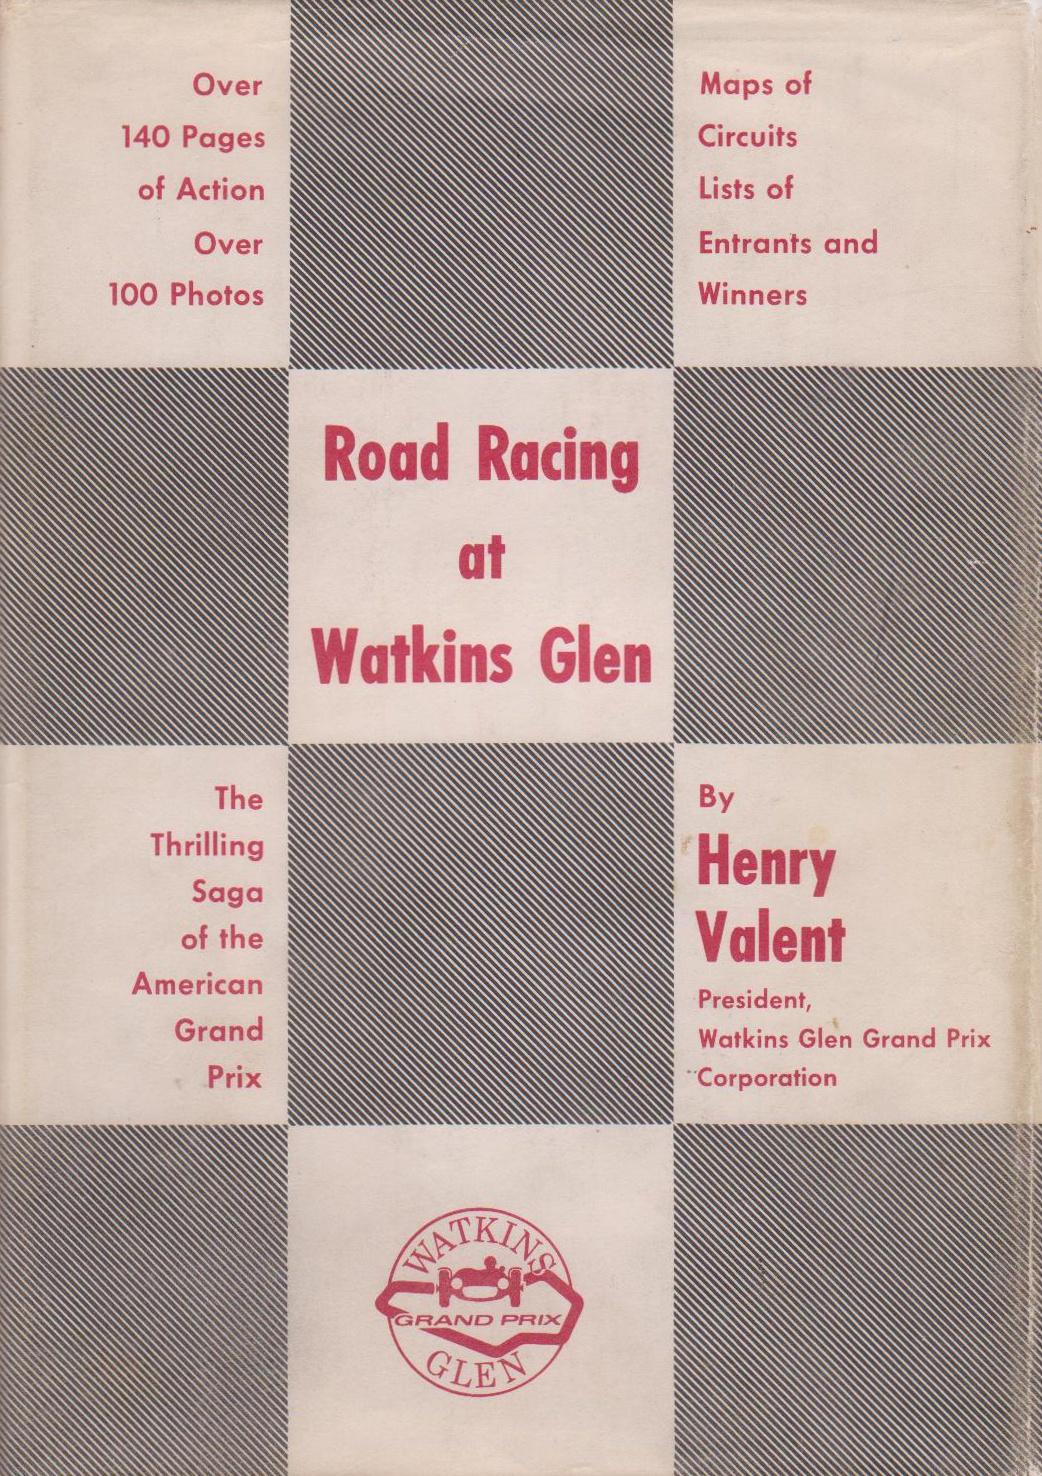 Over
140 Pages
of Action
Over
100 Photos
Maps of
Circuits
Lists of
Entrants and
Winners
Road Racing
at
Watkins Glen
The
Thrilling
Saga
of the
American
Grand
Prix
By
Henry
Valent
President,
Watkins Glen Grand Prix
Corporation
WATKINS
GRAND PRIX
GLEN